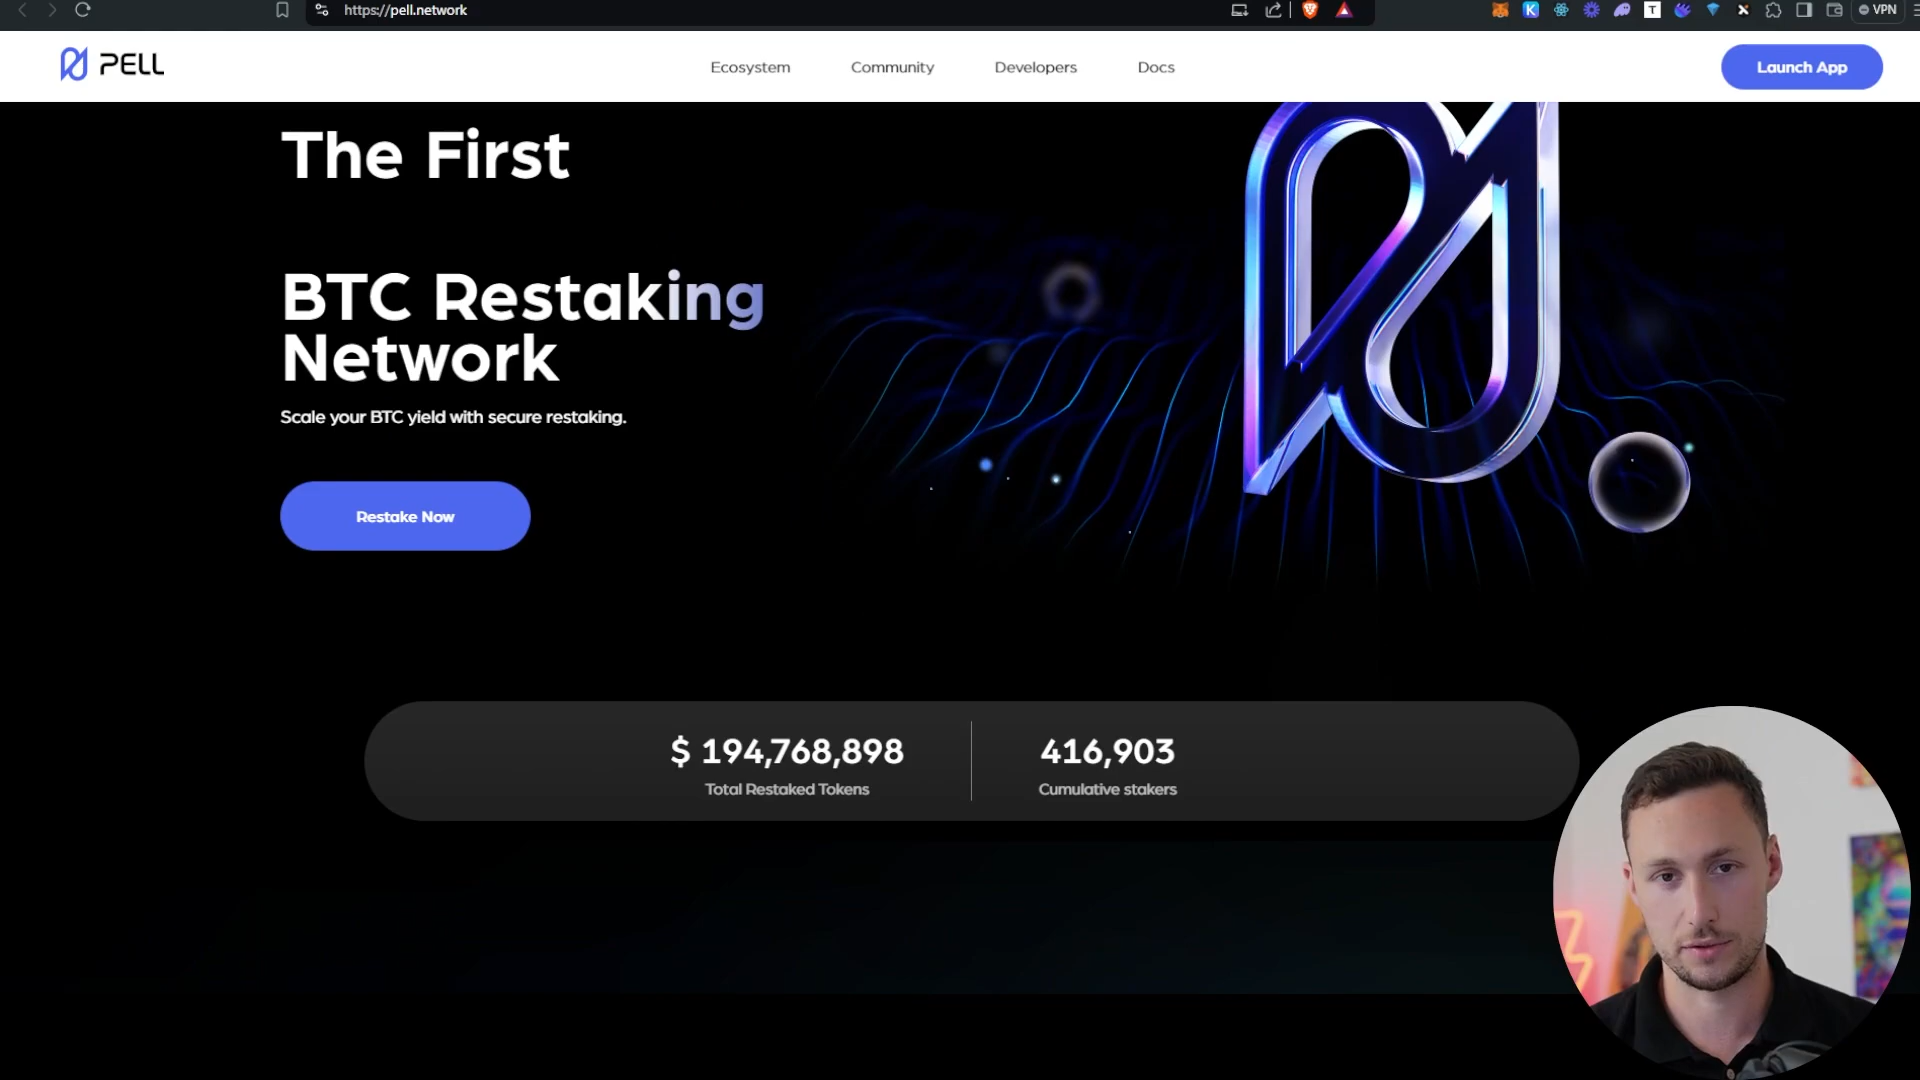 https://pell.network
VPN
PELL
Ecosystem
Community
Developers
Docs
Launch App
The First
BTC Restaking
Network
Scale your BTC yield with secure restaking.
Restake Now
$ 194,768,898
Total Restaked Tokens
416,903
Cumulative stakers